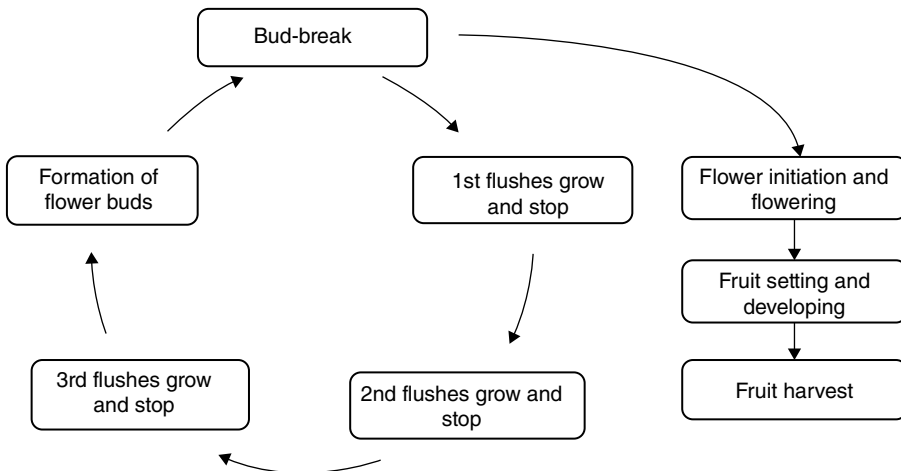 Bud-break
Formation of
flower buds
1st flushes grow
and stop
Flower initiation and
flowering
Fruit setting and
developing
3rd flushes grow
and stop
2nd flushes grow and
stop
Fruit harvest